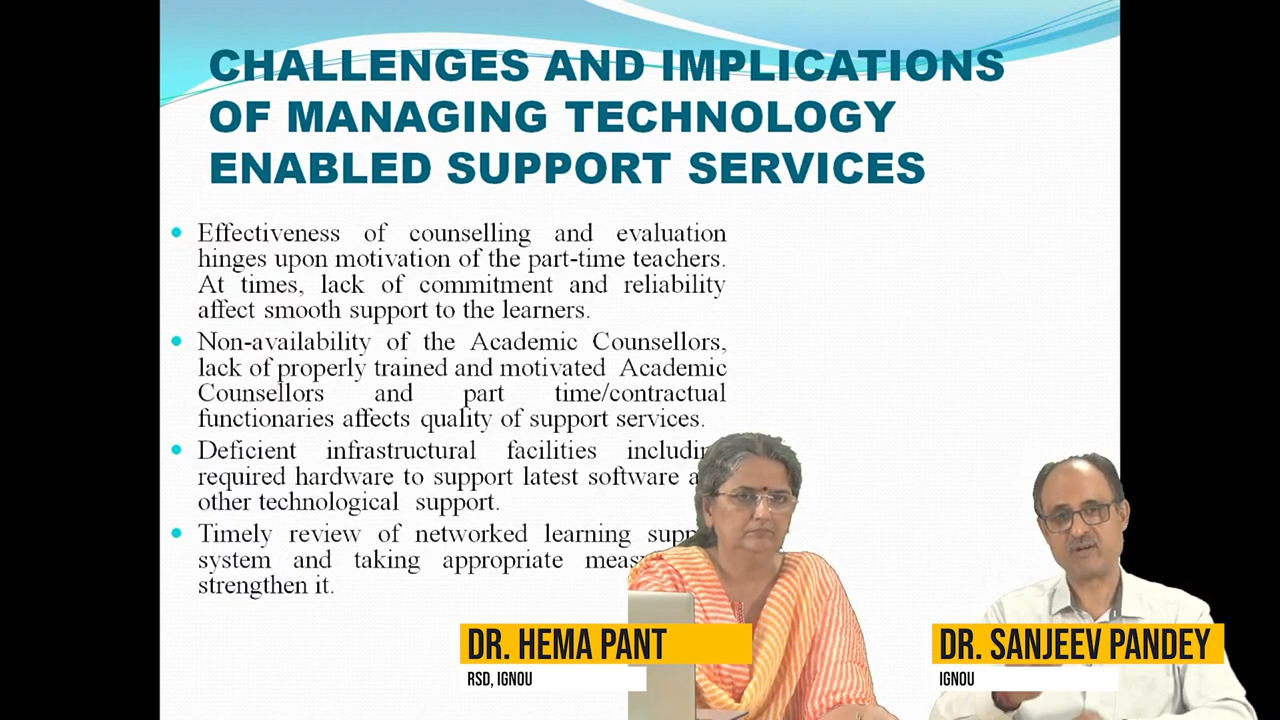 CHALLENGES AND IMPLICATIONS
OF MANAGING TECHNOLOGY
ENABLED SUPPORT SERVICES
Effectiveness of counselling and evaluation
hinges upon motivation of the part-time teachers.
At times, lack of commitment and reliability
affect smooth support to the learners.
Non-availability of the Academic Counsellors,
lack of properly trained and motivated Academic
Counsellors and part time/contractual
functionaries affects quality of support services.
Deficient infrastructural facilities
required hardware to support latest software
other technological support.
Timely review of networked learning
system and taking appropriate
strengthen it.
DR. HEMA PANT
RSD, IGNOU
DR. SANJEEV PANDEY
IGNOU